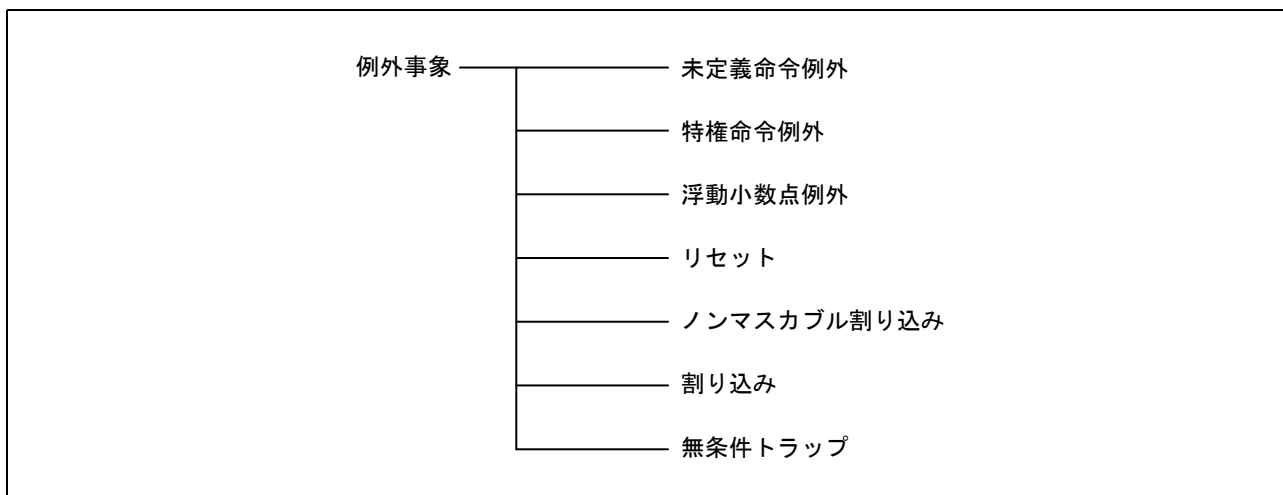 例外事象
未定義命令例外
特権命令例外
浮動小数点例外
リセット
ノンマスカブル割り込み
割り込み
無条件トラップ